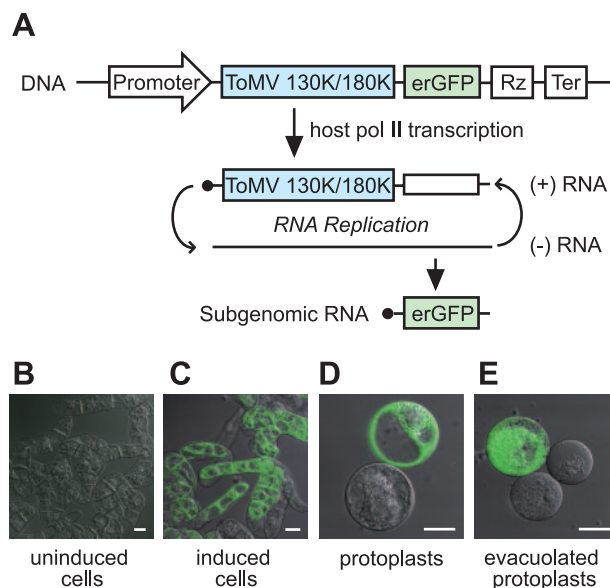 A
DNA Promoter ToMV 130K/180K erGFP Rz Ter
host pol II transcription
ToMV 130K/180K (+) RNA
RNA Replication
(-) RNA
Subgenomic RNA erGFP
B C D E
uninduced cells induced cells protoplasts evacuolated protoplasts